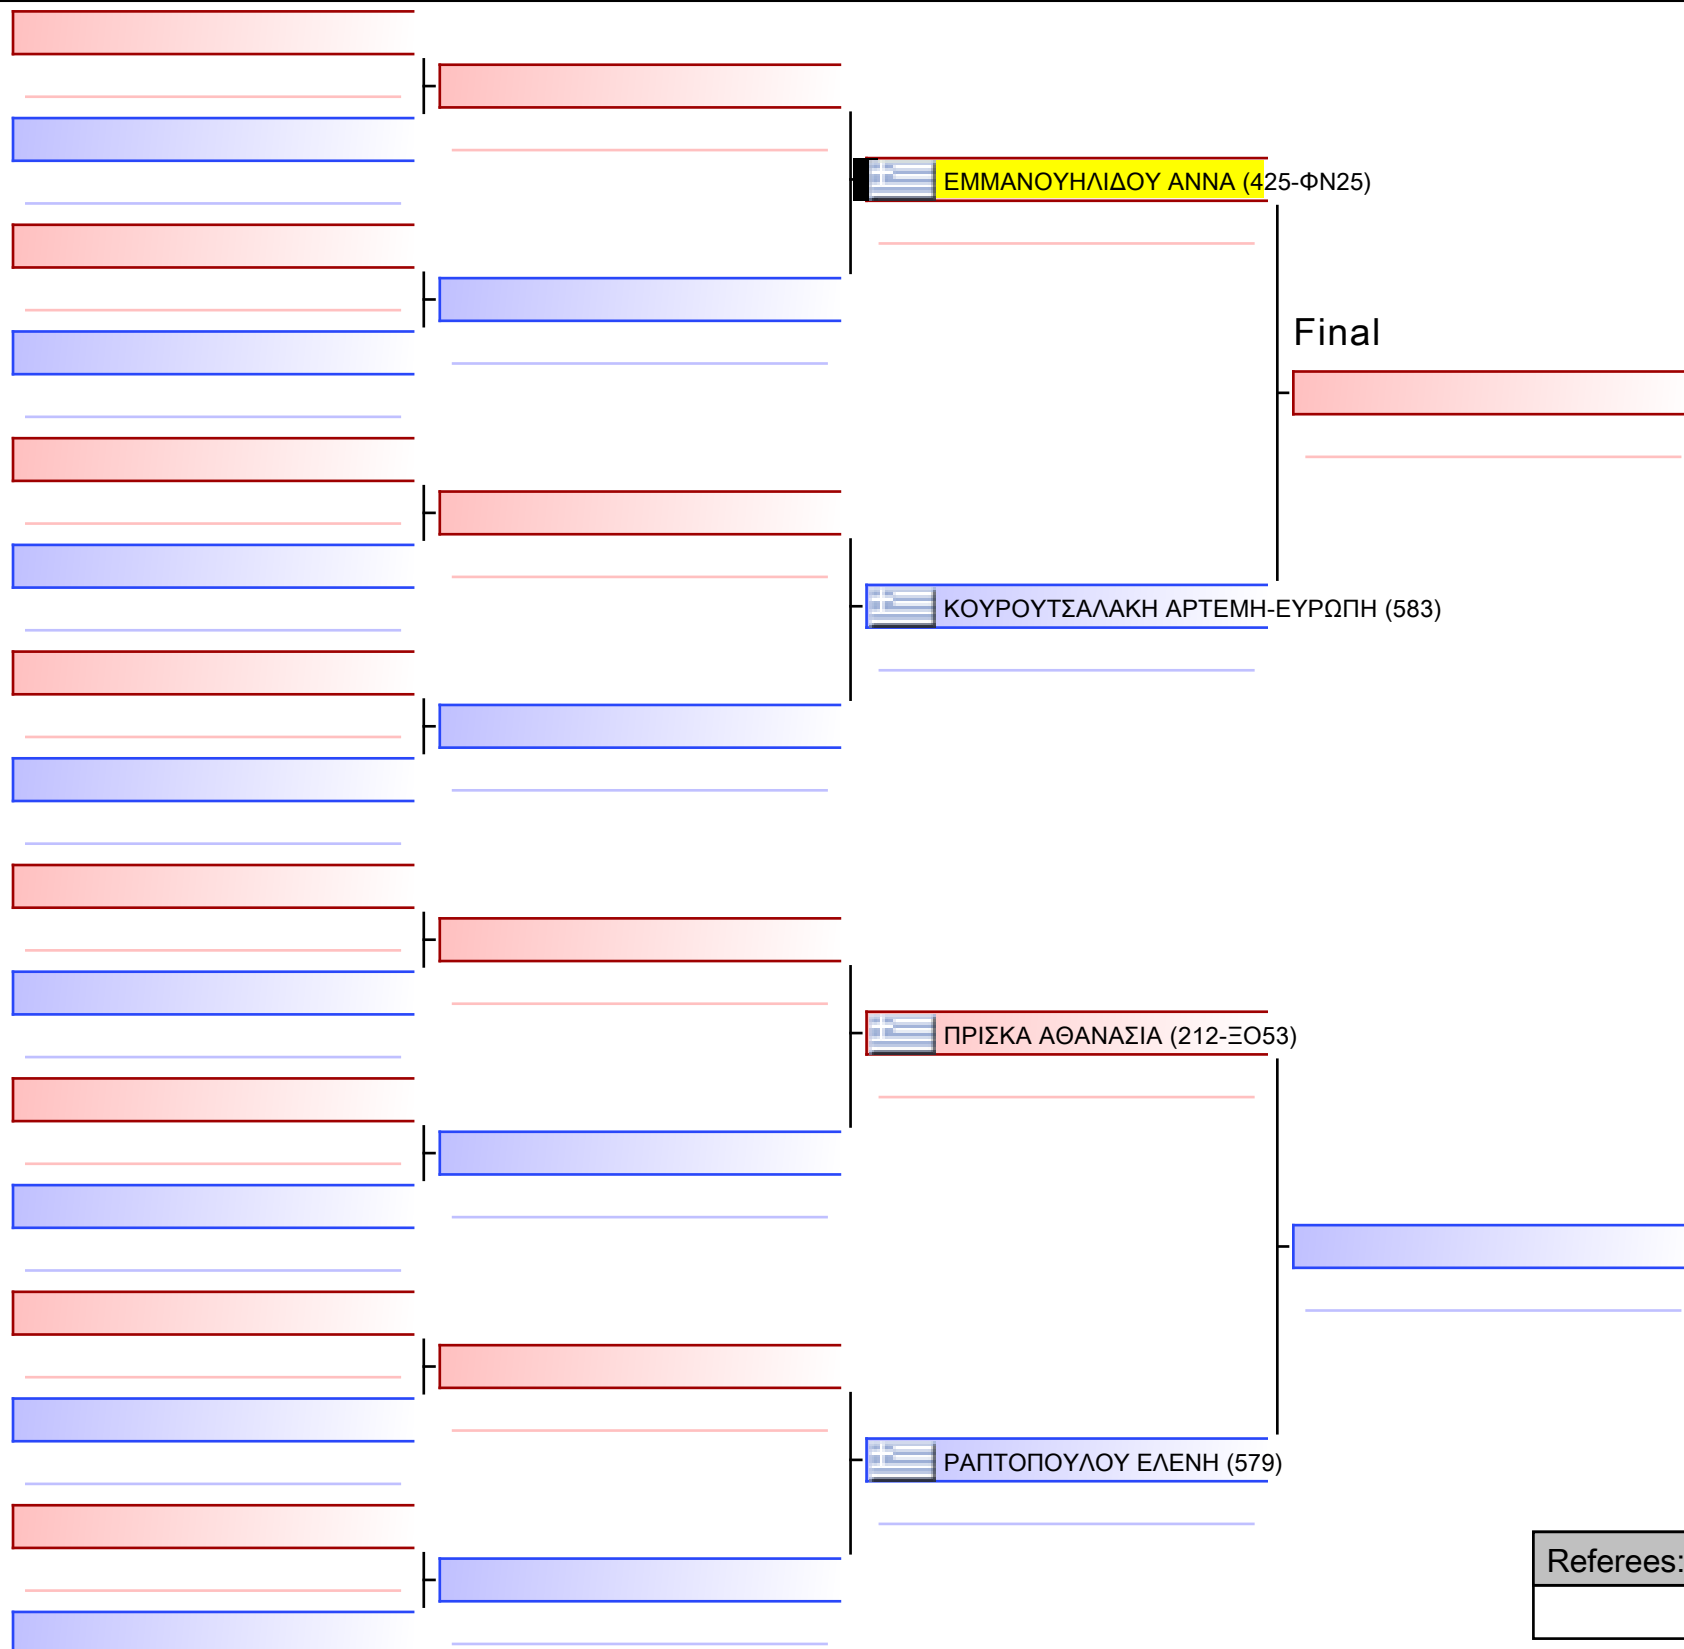 ΕΜΜΑΝΟΥΗΛΙΔΟΥ ΑΝΝΑ (425-ΦΝ25)
Final
ΚΟΥΡΟΥΤΣΑΛΑΚΗ ΑΡΤΕΜΗ-ΕΥΡΩΠΗ (583)
ΠΡΙΣΚΑ ΑΘΑΝΑΣΙΑ (212-ΞΟ53)
ΡΑΠΤΟΠΟΥΛΟΥ ΕΛΕΝΗ (579)
Referees: